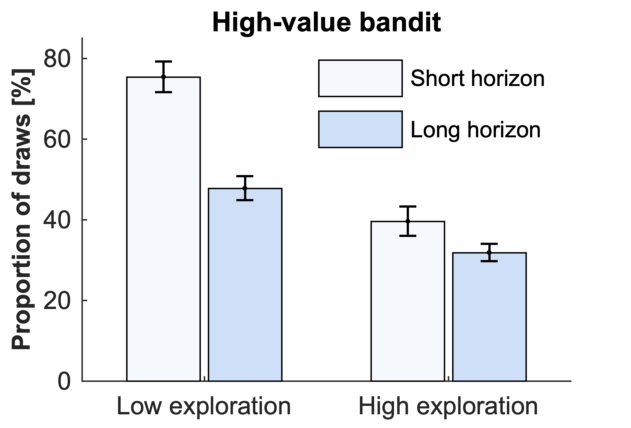 High-value bandit
Proportion of draws [%]
80
60
40
20
0
Short horizon
Long horizon
Low exploration
High exploration